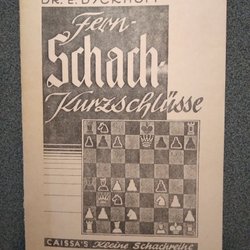 DR. E. DYCKHOFF
Fern-
Schach-
Kurzschlüsse
CAISSA'S Kleine Schachreihe